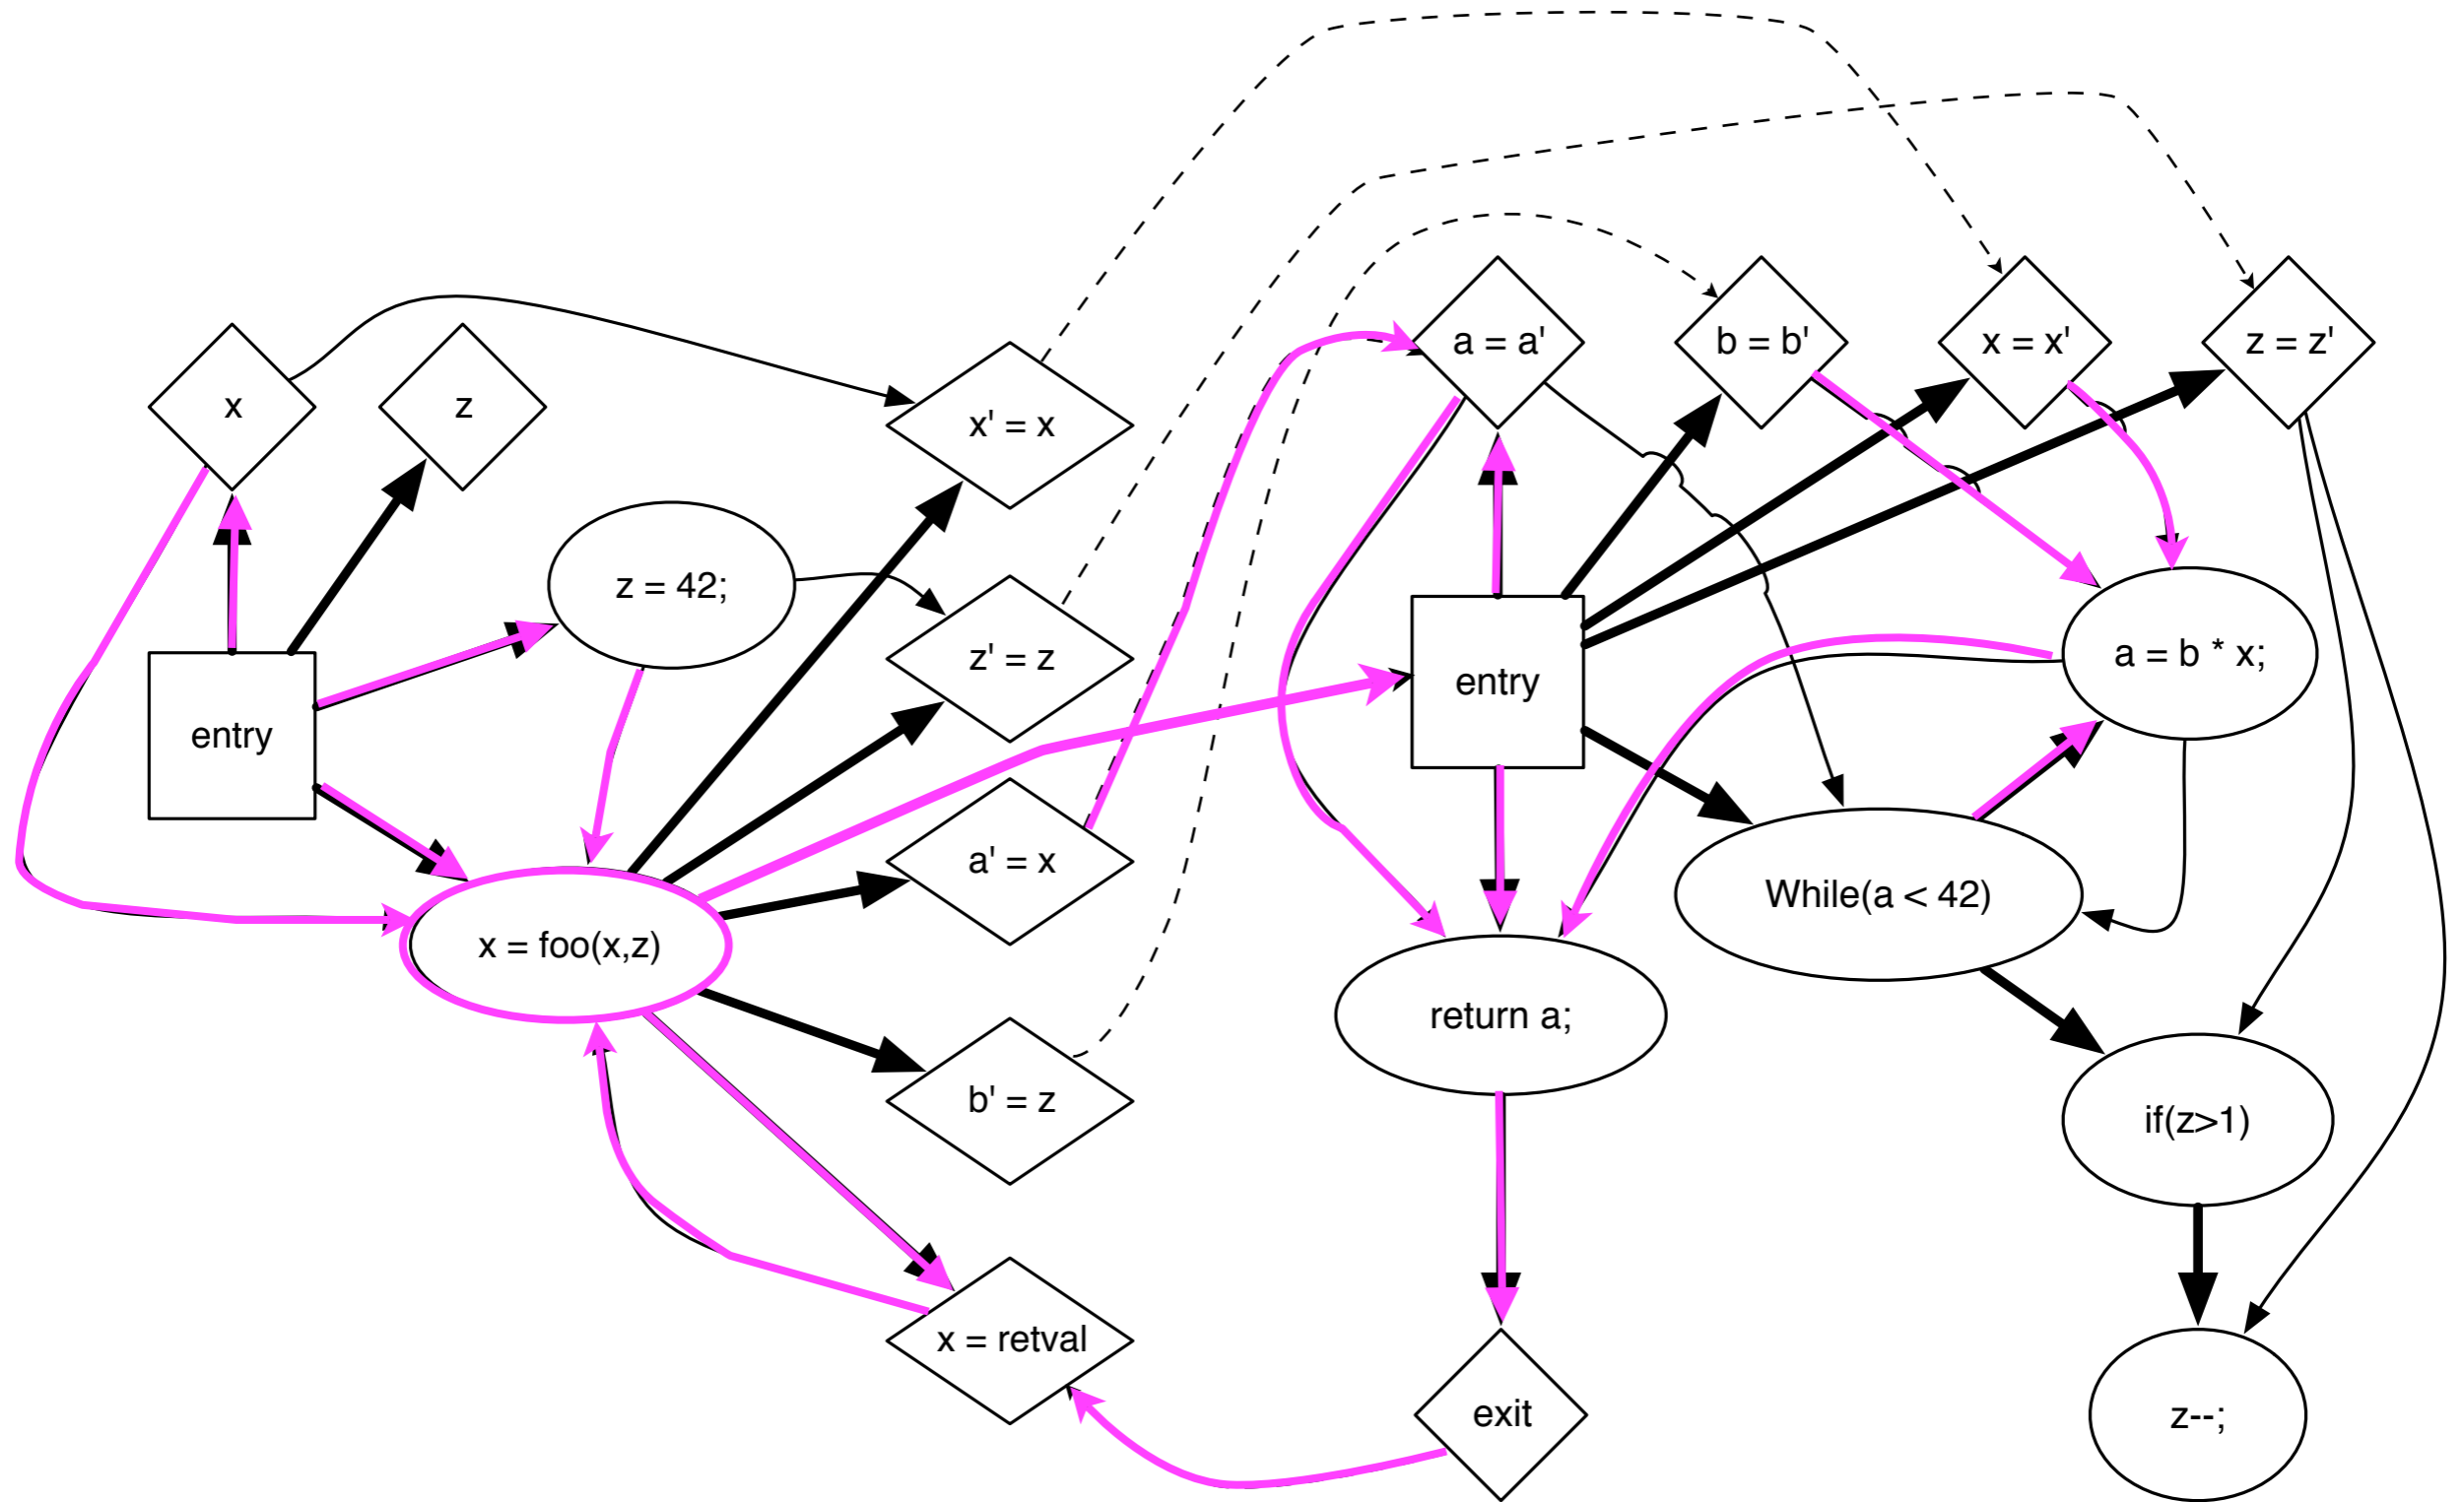 a = a'
b = b'
x = x'
z = z'
x
z
x' = x
z = 42;
z' = z
entry
entry
a = b * x;
a' = x
While(a < 42)
x = foo(x,z)
return a;
b' = z
if(z>1)
x = retval
exit
z--;